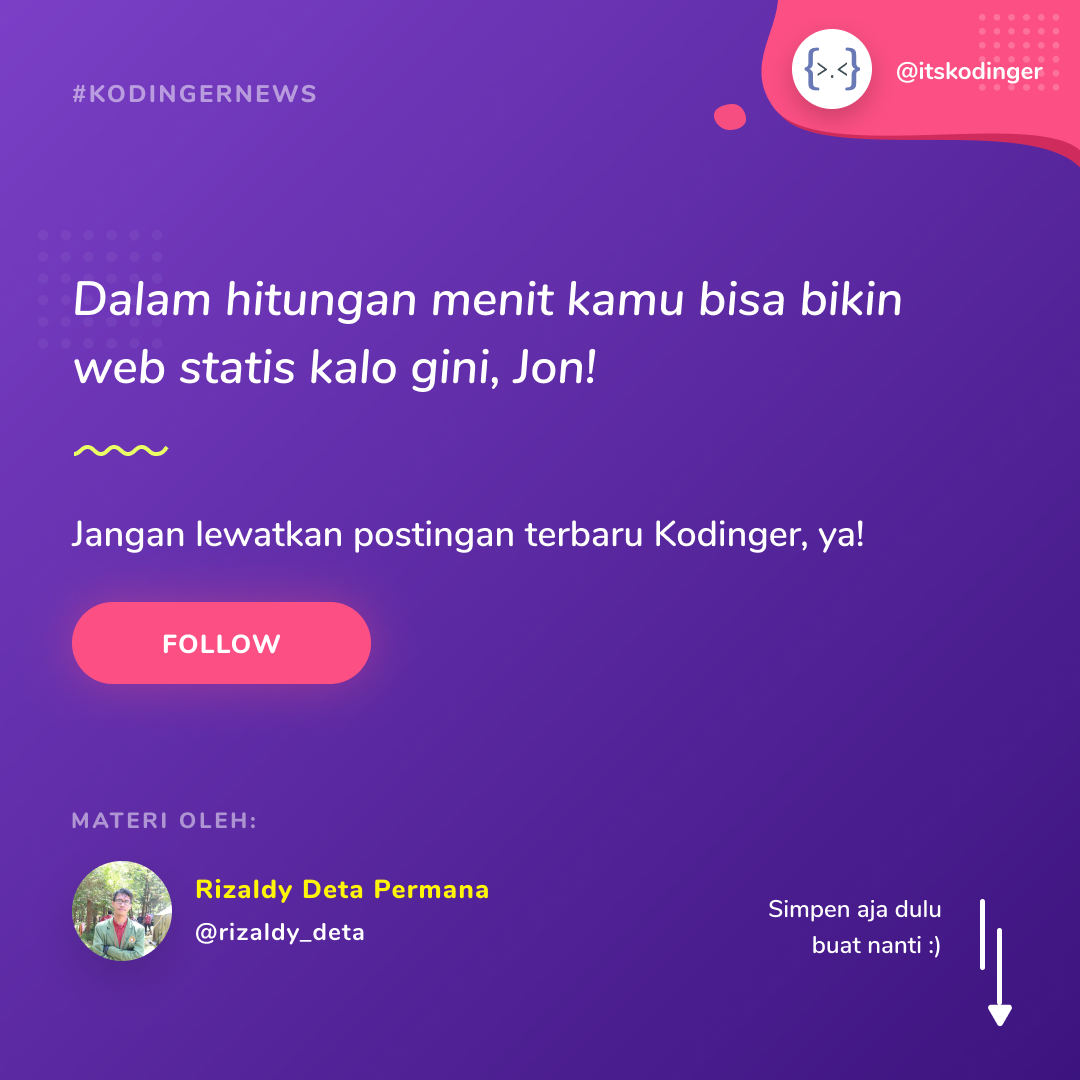 #KODINGERNEWS
{>.<}
@itskodinger
Dalam hitungan menit kamu bisa bikin
web statis kalo gini, Jon!
Jangan lewatkan postingan terbaru Kodinger, ya!
FOLLOW
MATERI OLEH:
Rizaldy Deta Permana
@rizaldy_deta
Simpen aja dulu
buat nanti :)